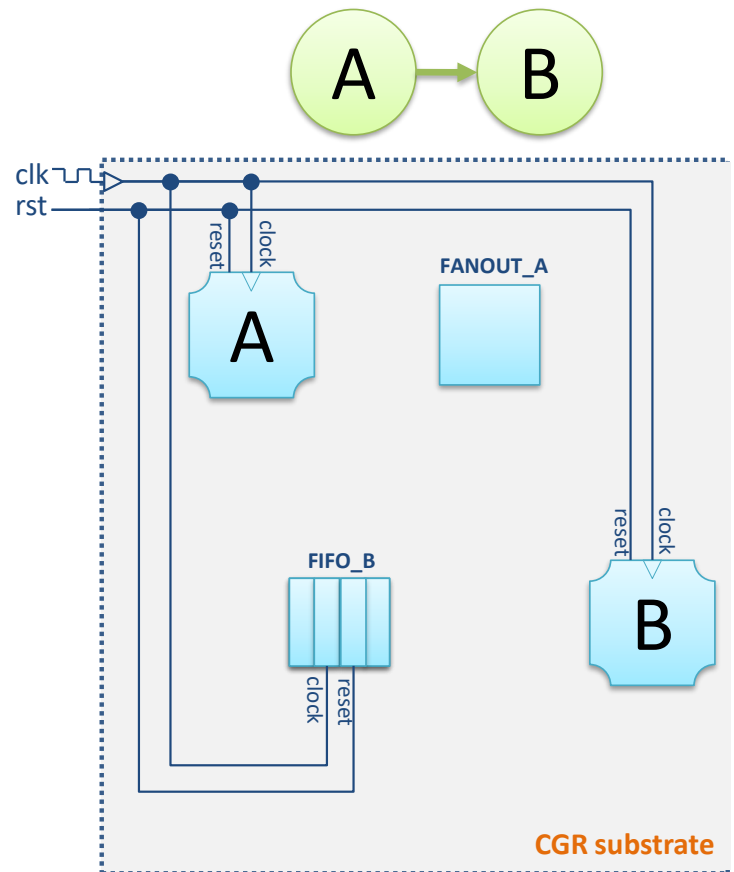 A
B
clk
rst
reset
clock
A
FANOUT_A
reset
clock
FIFO_B
B
clock
reset
CGR substrate